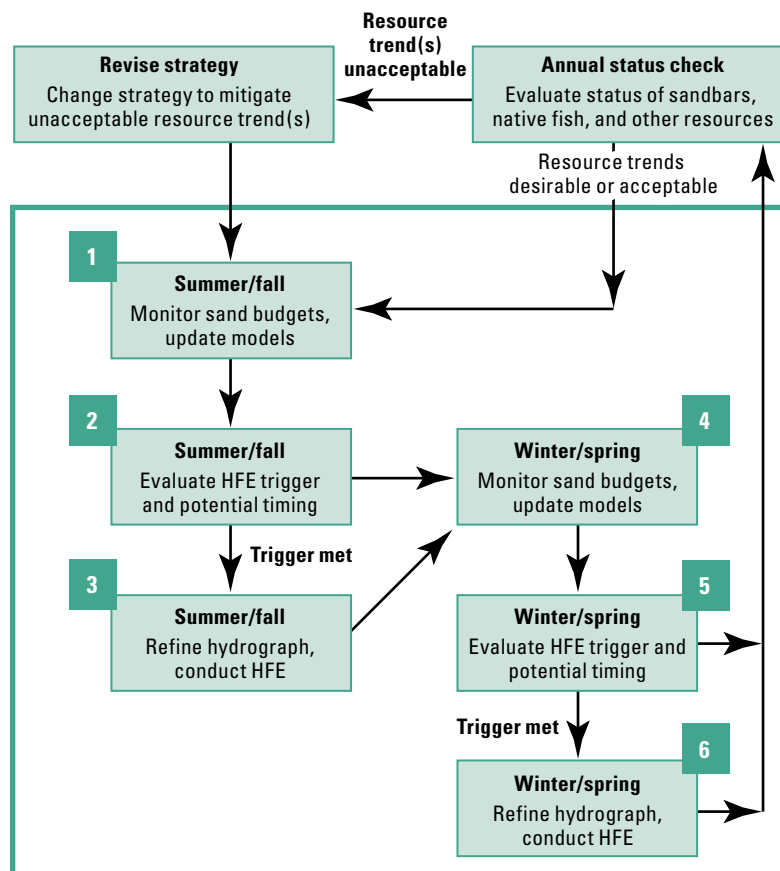 Resource
trend(s)
unacceptable
Revise strategy
Change strategy to mitigate
unacceptable resource trend(s)
Annual status check
Evaluate status of sandbars,
native fish, and other resources
Resource trends
desirable or acceptable
1
Summer/fall
Monitor sand budgets,
update models
2
Summer/fall
Evaluate HFE trigger
and potential timing
Trigger met
3
Summer/fall
Refine hydrograph,
conduct HFE
4
Winter/spring
Monitor sand budgets,
update models
5
Winter/spring
Evaluate HFE trigger and
potential timing
Trigger met
6
Winter/spring
Refine hydrograph,
conduct HFE